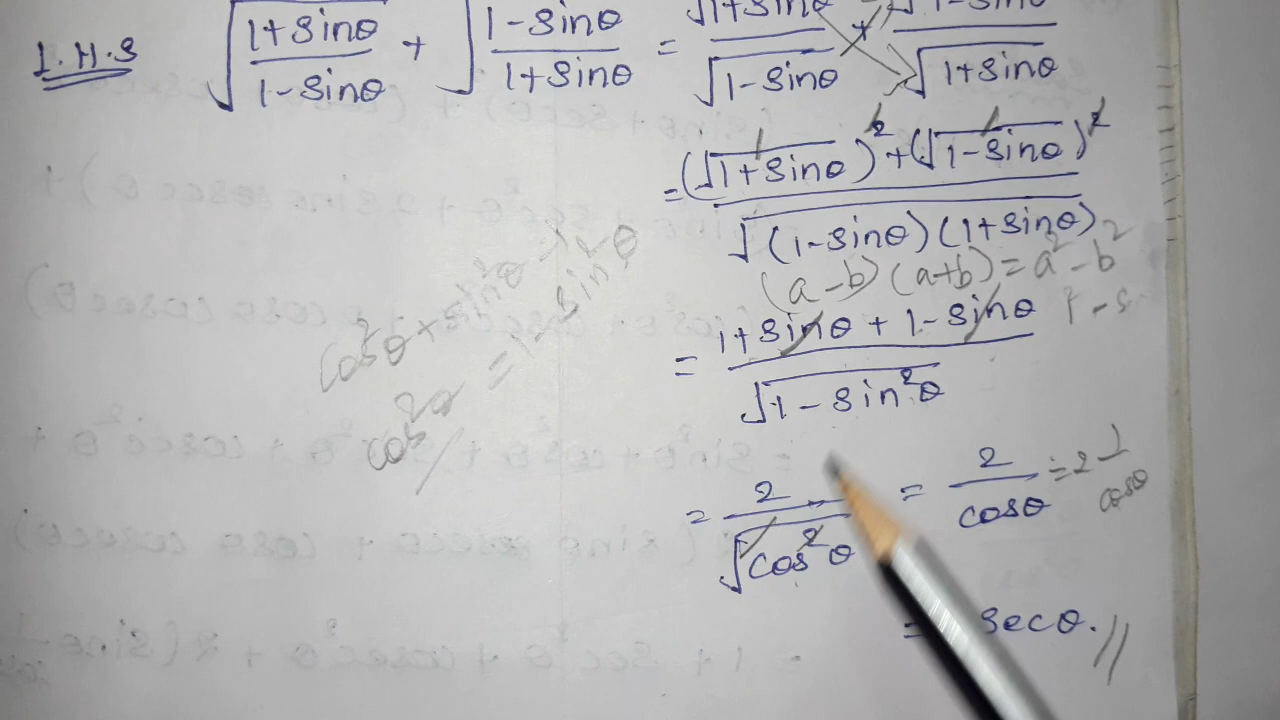 L.H.S √((1+sinθ)/(1-sinθ)) + √((1-sinθ)/(1+sinθ)) = √(1+sinθ)/√(1-sinθ) + √(1-sinθ)/√(1+sinθ)
= ((√(1+sinθ))² + (√(1-sinθ))²)/√((1-sinθ)(1+sinθ))
(a-b)(a+b) = a²-b²
= (1+sinθ+1-sinθ)/√(1-sin²θ)
1-s
cos²θ+sin²θ
cos²θ = 1-sin²θ
= 2/√(cos²θ) = 2/cosθ = 2 1/cosθ
= secθ.//